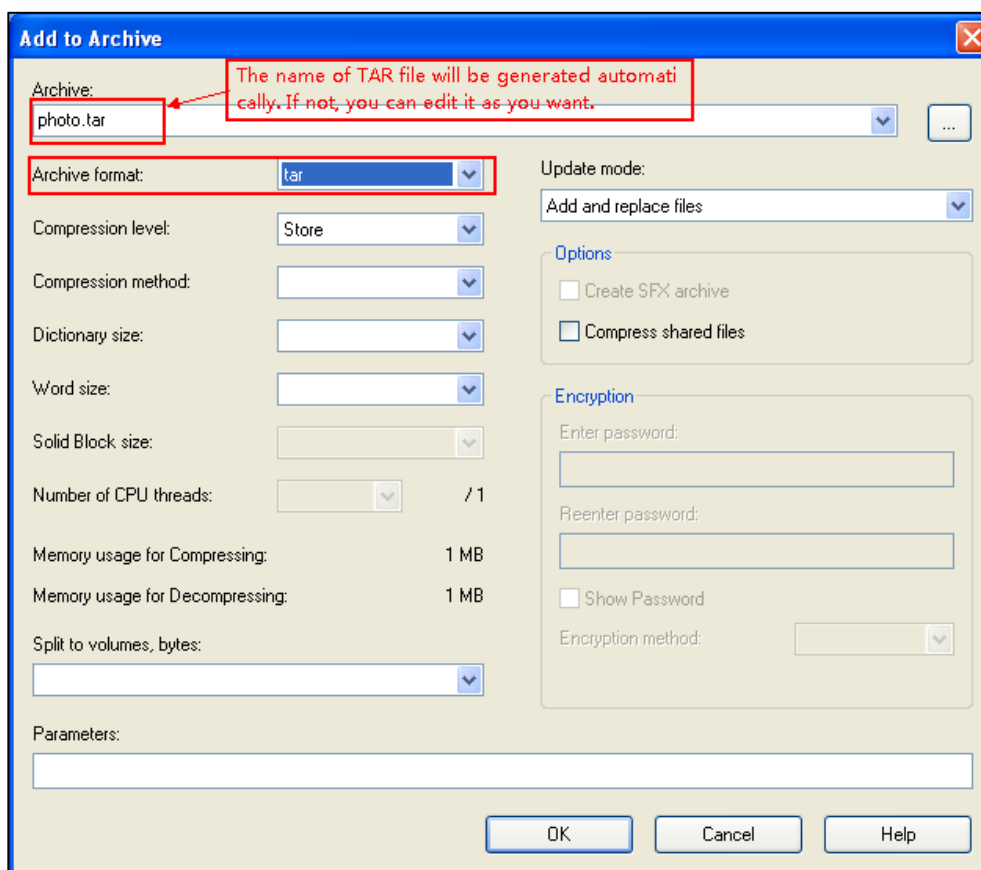 Add to Archive
The name of TAR file will be generated automati
cally. If not, you can edit it as you want.
Archive:
photo.tar
...
Archive format:
tar
Update mode:
Add and replace files
Compression level:
Store
Options
Create SFX archive
Compress shared files
Compression method:
Dictionary size:
Word size:
Encryption
Enter password:
Solid Block size:
Number of CPU threads:
/ 1
Reenter password:
Memory usage for Compressing:
1 MB
Memory usage for Decompressing:
1 MB
Show Password
Encryption method:
Split to volumes, bytes:
Parameters:
OK
Cancel
Help